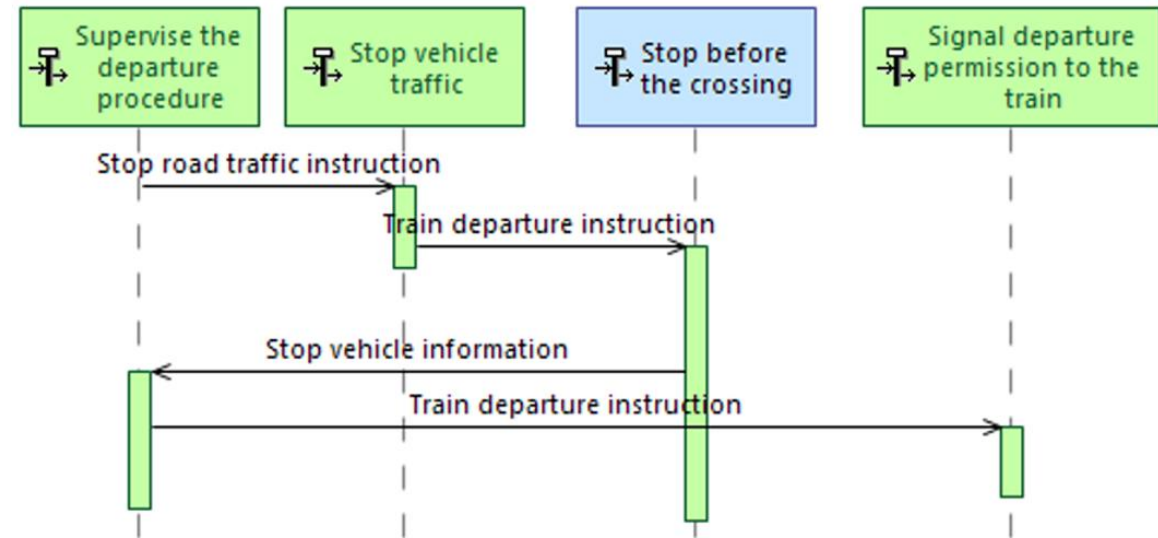 Supervise the
departure
procedure
Stop vehicle
traffic
Stop before
the crossing
Signal departure
permission to the
train
Stop road traffic instruction
Train departure instruction
Stop vehicle information
Train departure instruction